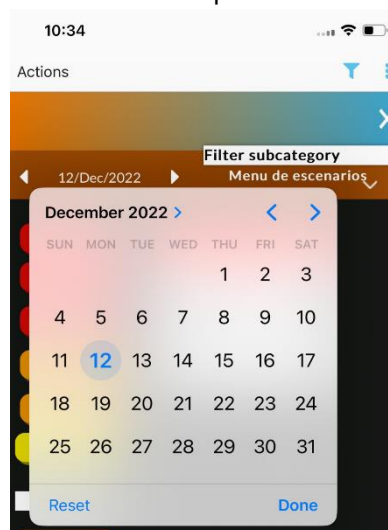 10:34
Actions
Filter subcategory
12/Dec/2022 Menu de escenarios
December 2022 >
SUN MON TUE WED THU FRI SAT
1 2 3
4 5 6 7 8 9 10
11 12 13 14 15 16 17
18 19 20 21 22 23 24
25 26 27 28 29 30 31
Reset Done